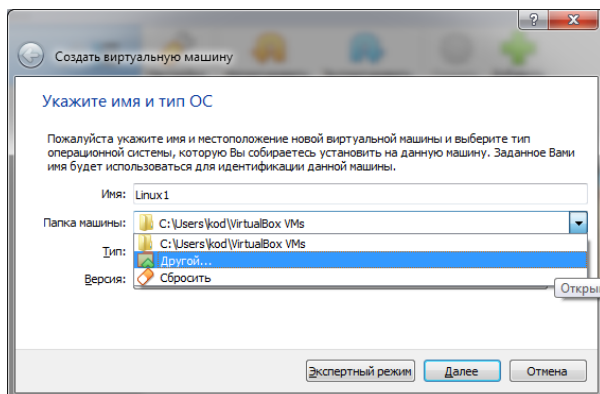 Создать виртуальную машину
Укажите имя и тип ОС
Пожалуйста укажите имя и местоположение новой виртуальной машины и выберите тип
операционной системы, которую Вы собираетесь установить на данную машину. Заданное Вами
имя будет использоваться для идентификации данной машины.
Имя: Linux1
Папка машины: C:\Users\kod\VirtualBox VMs
C:\Users\kod\VirtualBox VMs
Тип: Другой...
Версия: Сбросить
Экспертный режим Далее Отмена